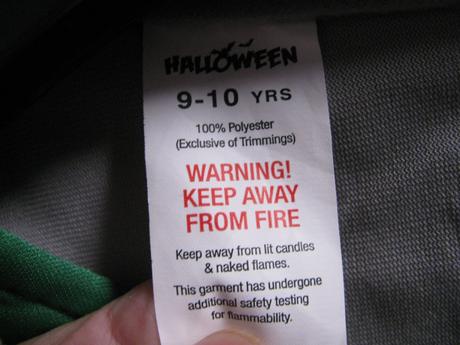 HALLOWEEN
9-10 YRS
100% Polyester
(Exclusive of Trimmings)
WARNING!
KEEP AWAY
FROM FIRE
Keep away from lit candles
& naked flames.
This garment has undergone
additional safety testing
for flammability.